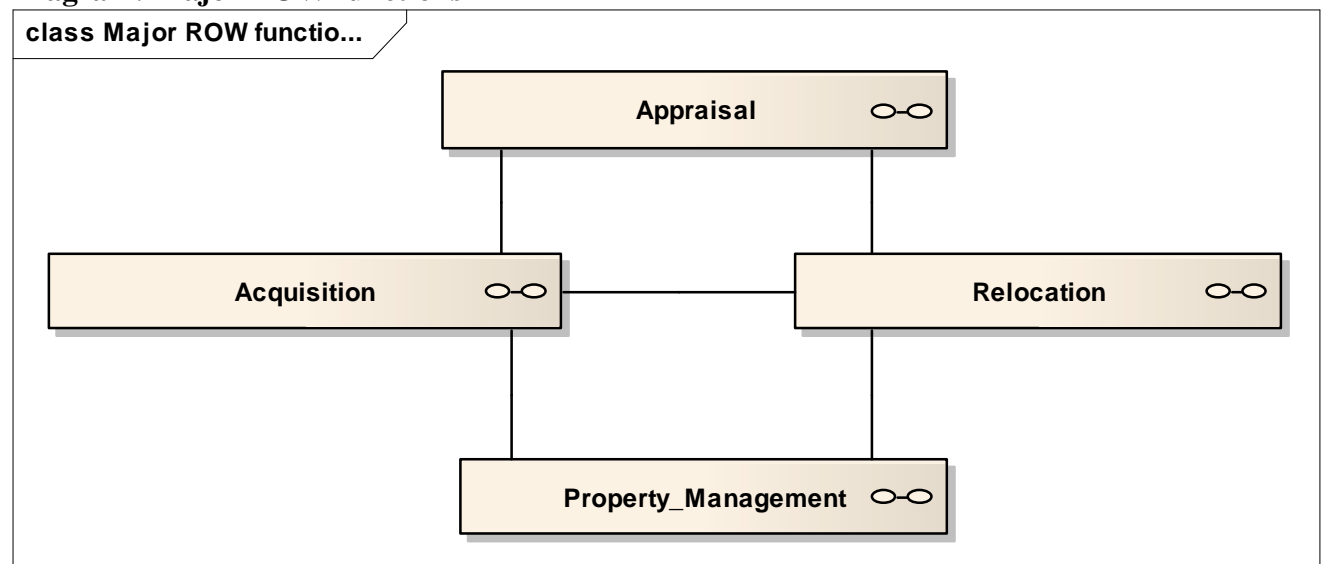 class Major ROW functio...
Appraisal
Acquisition
Relocation
Property_Management